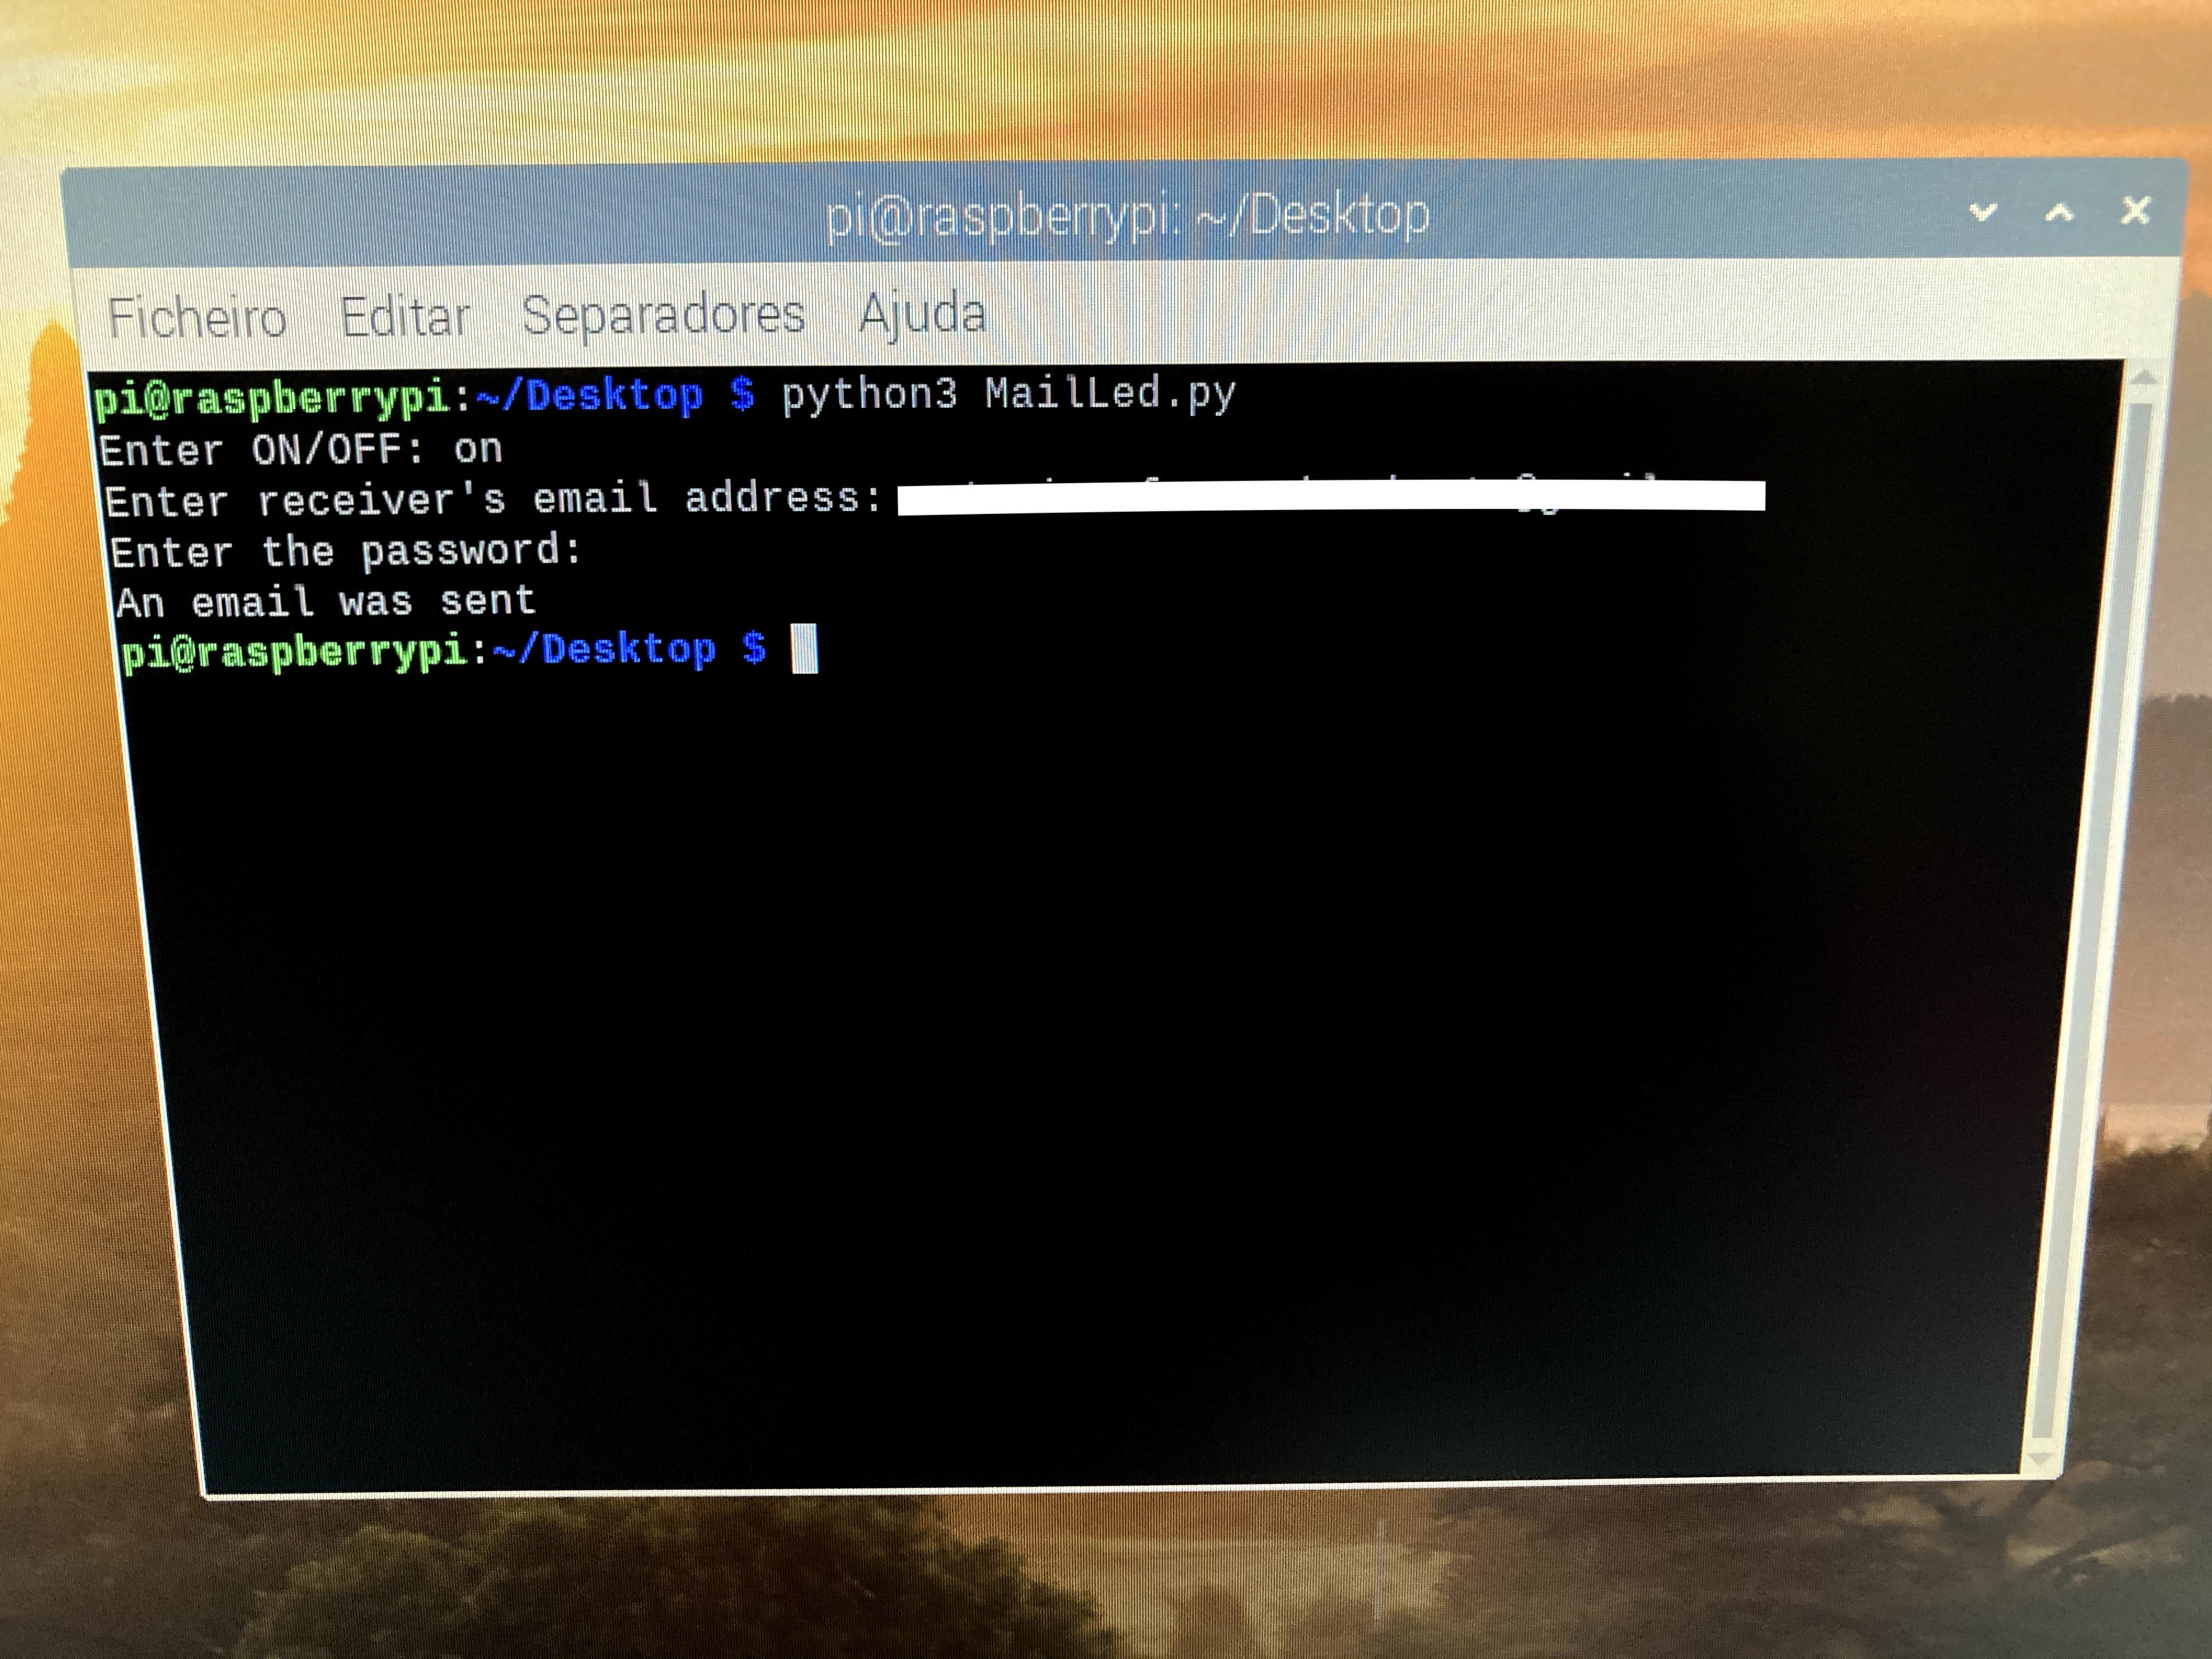 pi@raspberrypi: ~/Desktop
Ficheiro Editar Separadores Ajuda
pi@raspberrypi:~/Desktop $ python3 MailLed.py
Enter ON/OFF: on
Enter receiver's email address:
Enter the password:
An email was sent
pi@raspberrypi:~/Desktop $